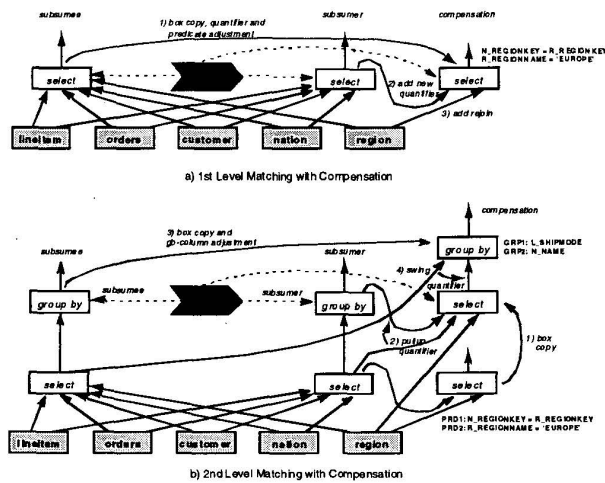 subsumee
subsumer
compensation
1) box copy, quantifier and
predicate adjustment
N_REGIONKEY = R_REGIONKEY
R_REGIONNAME = 'EUROPE'
select
select
select
2) add new
quantifier
3) add rejoin
lineitem
orders
customer
nation
region
a) 1st Level Matching with Compensation
compensation
3) box copy and
gb-column adjustment
subsumee
subsumer
group by
GRP1: L_SHIPMODE
GRP2: N_NAME
4) swing
quantifier
subsumee
subsumer
group by
group by
select
2) pullup
quantifier
1) box
copy
select
select
select
PRD1: N_REGIONKEY = R_REGIONKEY
PRD2: R_REGIONNAME = 'EUROPE'
lineitem
orders
customer
nation
region
b) 2nd Level Matching with Compensation